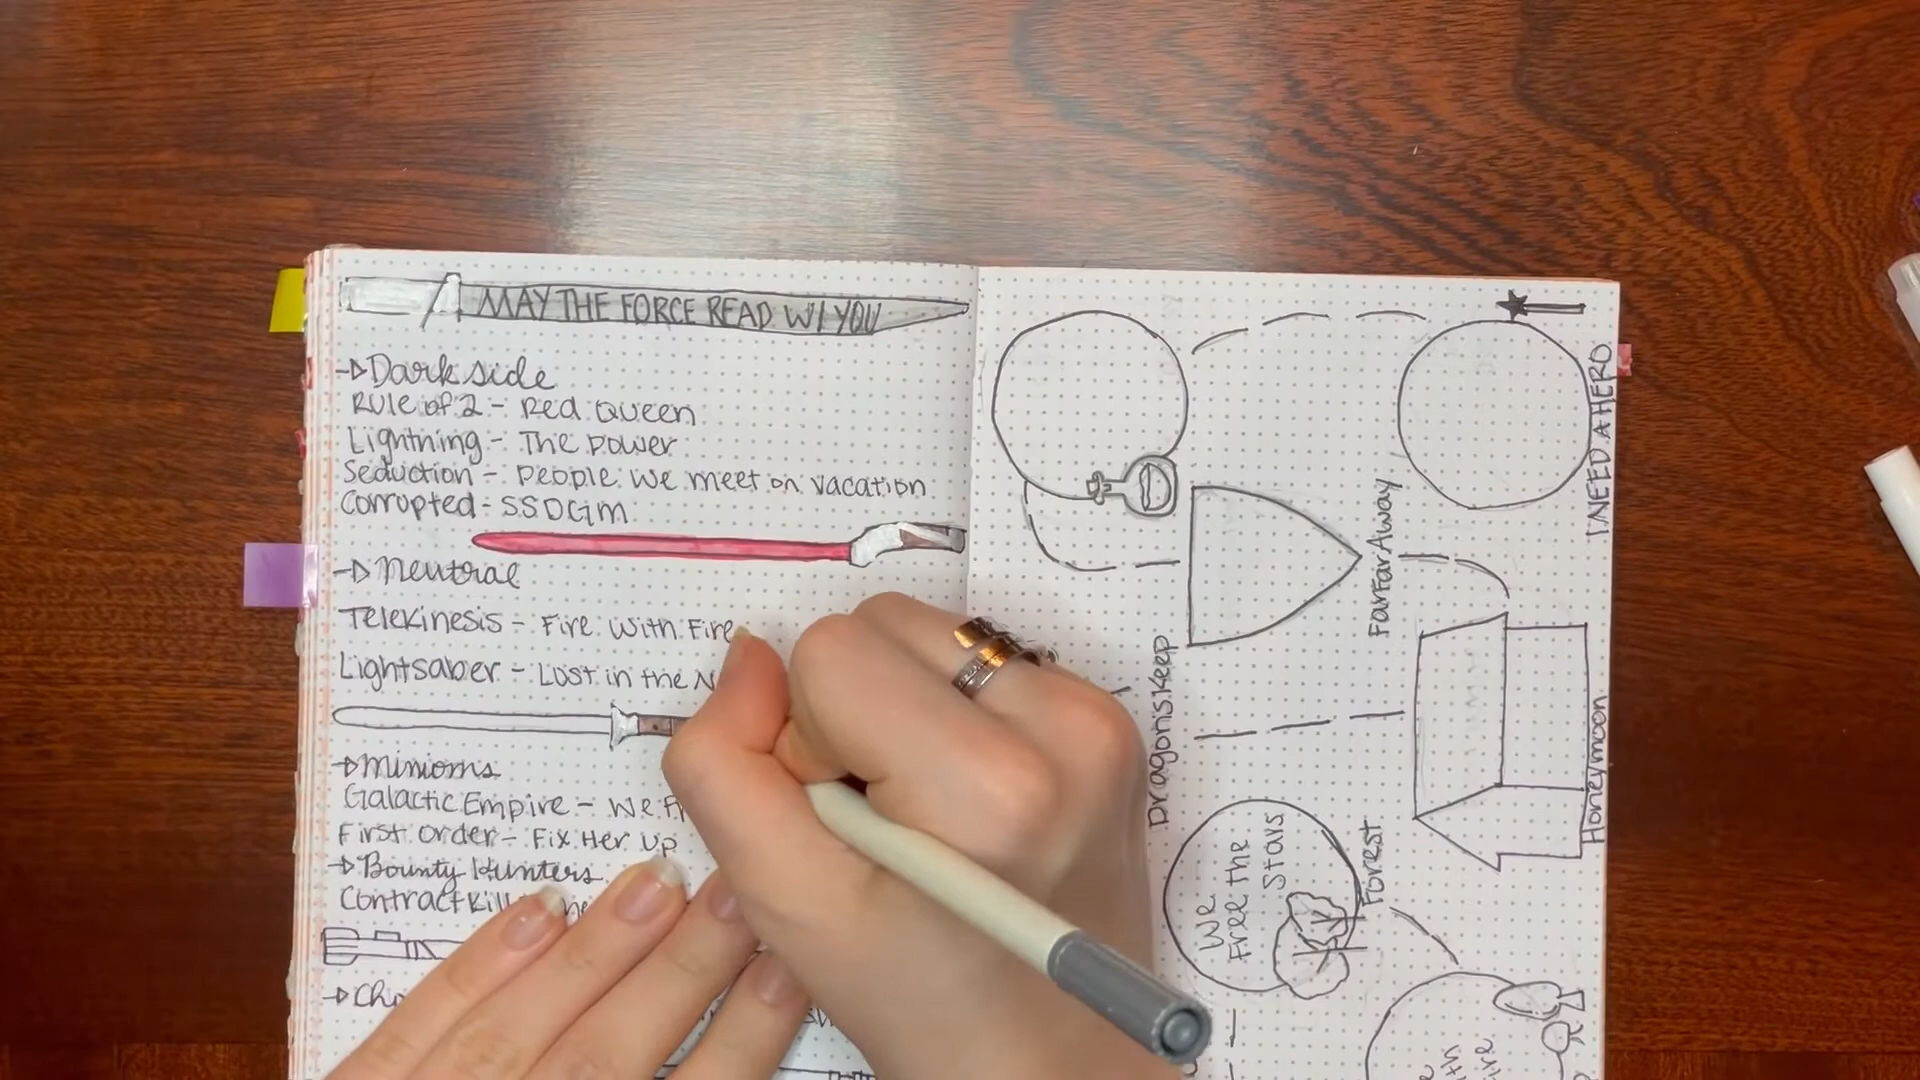 MAY THE FORCE READ W/ YOU
Dark side
Rule of 2 - Red Queen
Lightning - The Power
Seduction - People We meet on vacation
Corrupted - SSDGM
Neutral
Telekinesis - Fire With Fire
Lightsaber - Lost in the
Minions
Galactic Empire - We
First Order - Fix Her Up
Bounty Hunters
Contract Kill
I NEED A HERO
Far Far Away
Dragons Keep
Honeymoon
Forest
We
Free the
Stars